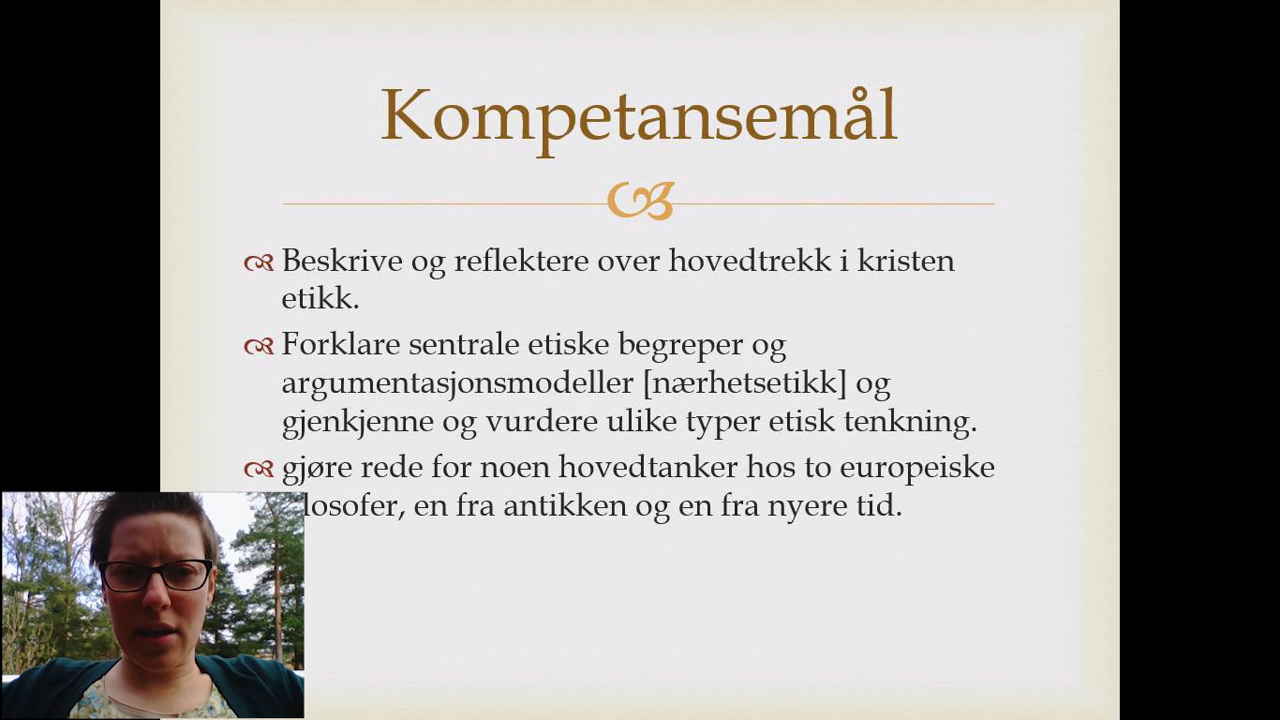 Kompetansemål
Beskrive og reflektere over hovedtrekk i kristen
etikk.
Forklare sentrale etiske begreper og
argumentasjonsmodeller [nærhetsetikk] og
gjenkjenne og vurdere ulike typer etisk tenkning.
gjøre rede for noen hovedtanker hos to europeiske
losofer, en fra antikken og en fra nyere tid.